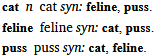 cat n cat syn: feline, puss.
feline feline syn: cat, puss.
puss puss syn: cat, feline.